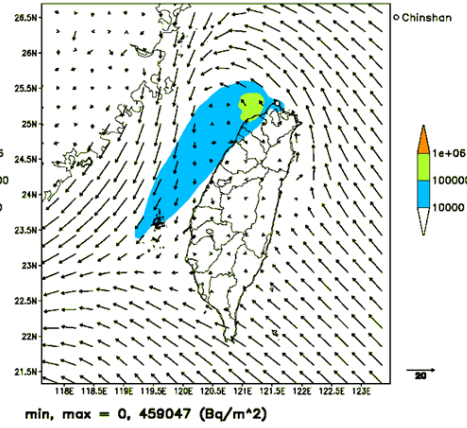 26.5N
26N
25.5N
25N
24.5N
24N
23.5N
23N
22.5N
22N
21.5N
118E 118.5E 119E 119.5E 120E 120.5E 121E 121.5E 122E 122.5E 123E
Chinshan
1e+06
100000
10000
20
min, max = 0, 459047 (Bq/m^2)